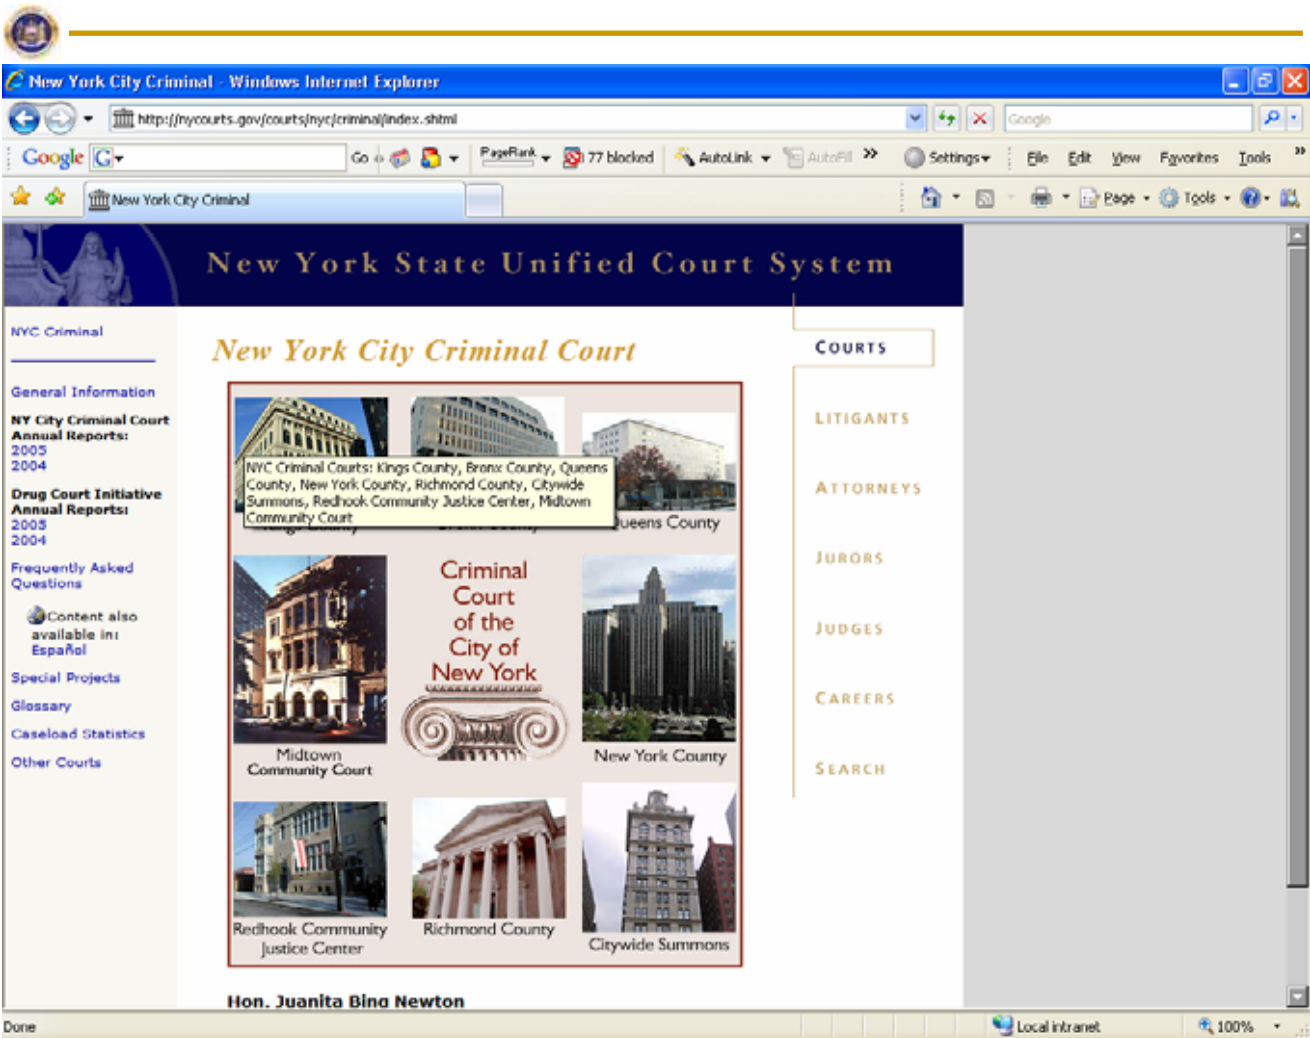 New York City Criminal - Windows Internet Explorer
http://nycourts.gov/courts/nyc/criminal/index.shtml
Google
Google G
Go
PageRank
77 blocked
AutoLink
AutoFill
Settings
File Edit View Favorites Tools
New York City Criminal
Page
Tools
New York State Unified Court System
NYC Criminal
General Information
NY City Criminal Court
Annual Reports:
2005
2004
Drug Court Initiative
Annual Reports:
2005
2004
Frequently Asked
Questions
Content also
available in:
Español
Special Projects
Glossary
Caseload Statistics
Other Courts
New York City Criminal Court
NYC Criminal Courts: Kings County, Bronx County, Queens
County, New York County, Richmond County, Citywide
Summons, Redhook Community Justice Center, Midtown
Community Court
Queens County
Midtown
Community Court
Criminal
Court
of the
City of
New York
New York County
Redhook Community
Justice Center
Richmond County
Citywide Summons
Hon. Juanita Bing Newton
COURTS
LITIGANTS
ATTORNEYS
JURORS
JUDGES
CAREERS
SEARCH
Done
Local intranet
100%